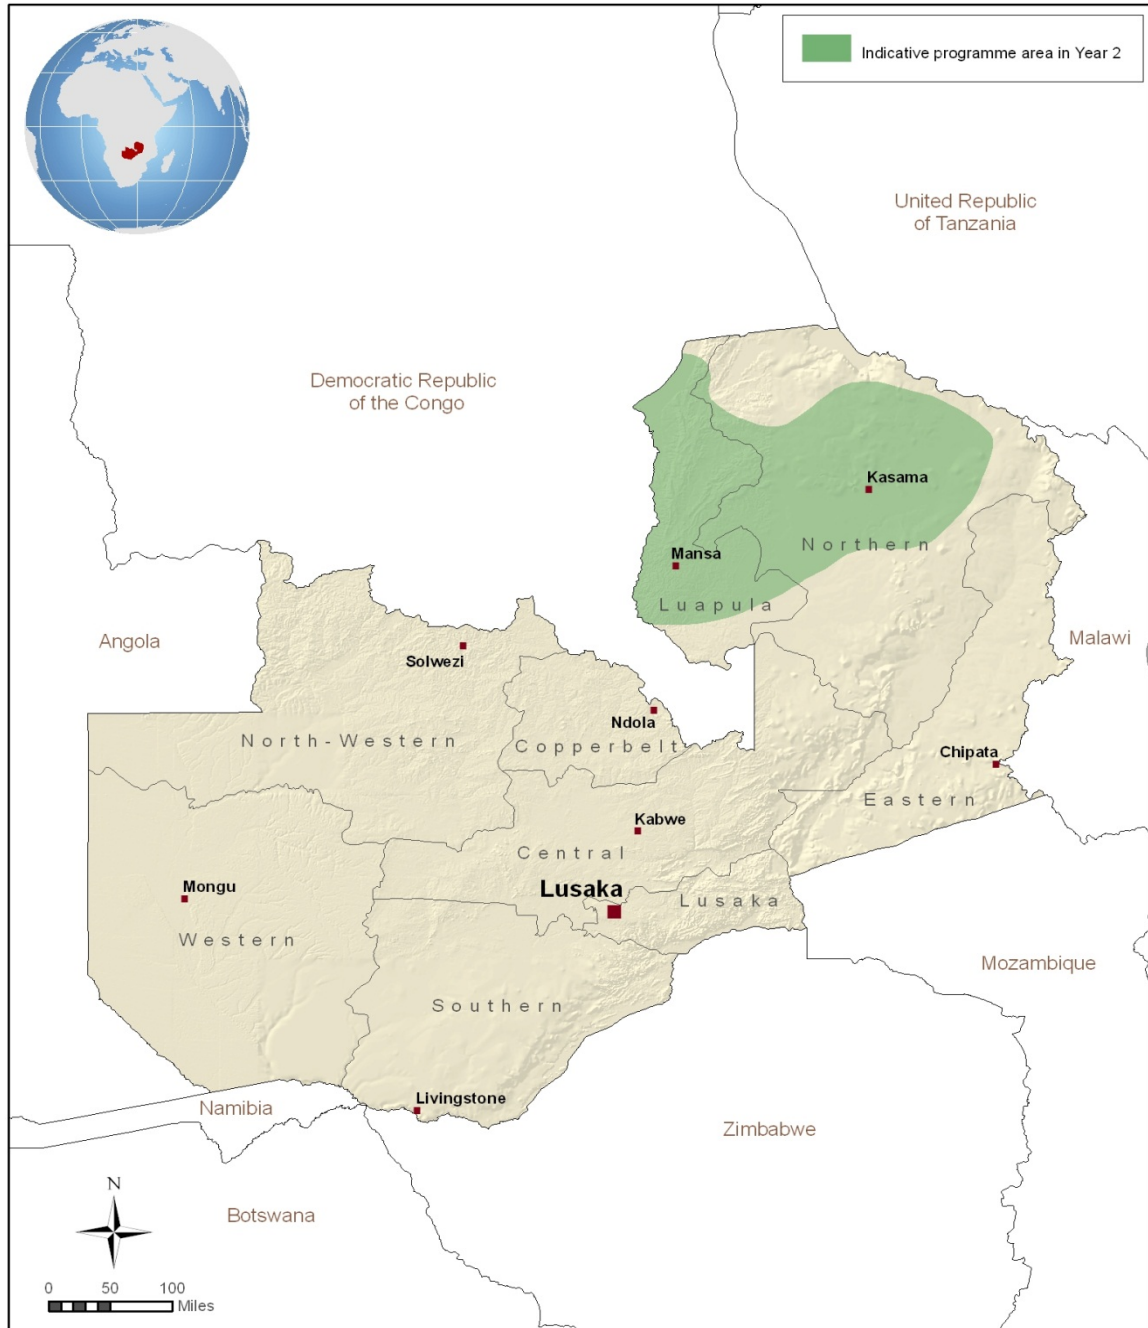 Indicative programme area in Year 2
United Republic
of Tanzania
Democratic Republic
of the Congo
Kasama
Northern
Mansa
Luapula
Malawi
Angola
Solwezi
Ndola
North-Western
Copperbelt
Chipata
Eastern
Kabwe
Central
Lusaka
Lusaka
Mongu
Western
Mozambique
Southern
Livingstone
Namibia
Zimbabwe
N
Botswana
0 50 100
Miles